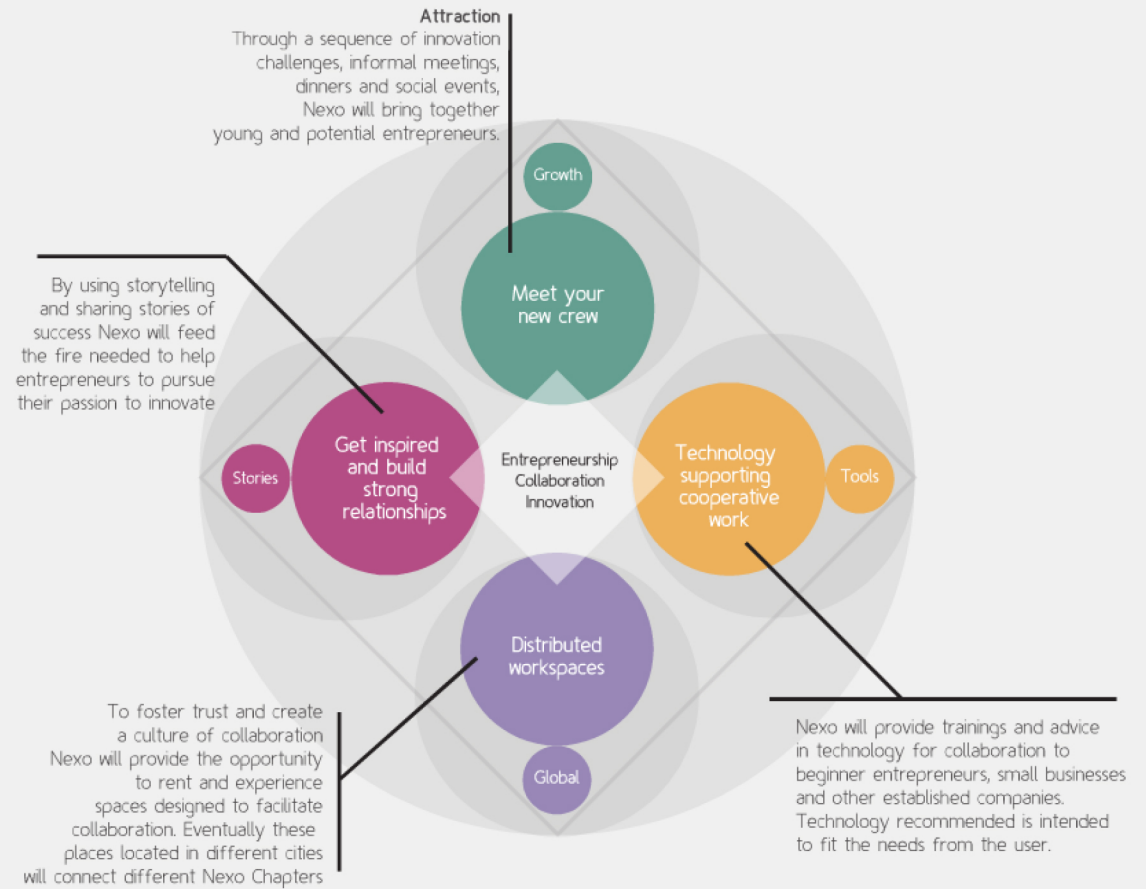 Attraction
Through a sequence of innovation
challenges, informal meetings,
dinners and social events,
Nexo will bring together
young and potential entrepreneurs.
Growth
Meet your
new crew
By using storytelling
and sharing stories of
success Nexo will feed
the fire needed to help
entrepreneurs to pursue
their passion to innovate
Stories
Get inspired
and build
strong
relationships
Entrepreneurship
Collaboration
Innovation
Technology
supporting
cooperative
work
Tools
Distributed
workspaces
Global
To foster trust and create
a culture of collaboration
Nexo will provide the opportunity
to rent and experience
spaces designed to facilitate
collaboration. Eventually these
places located in different cities
will connect different Nexo Chapters
Nexo will provide trainings and advice
in technology for collaboration to
beginner entrepreneurs, small businesses
and other established companies.
Technology recommended is intended
to fit the needs from the user.